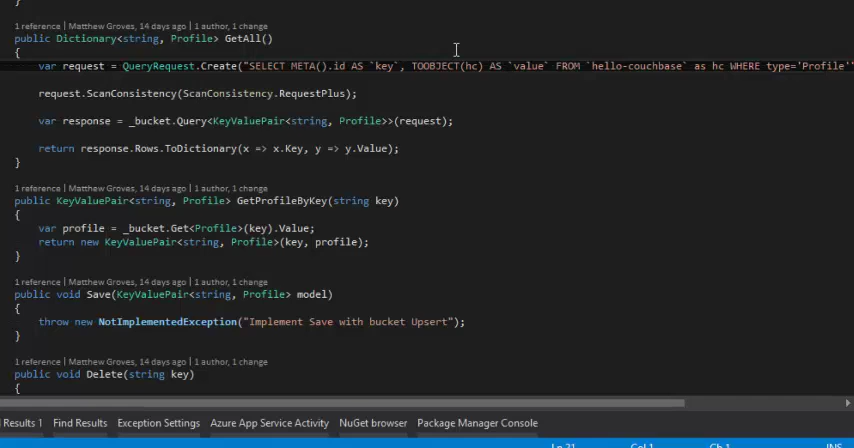 }
1 reference | Matthew Groves, 14 days ago | 1 author, 1 change
public Dictionary<string, Profile> GetAll()
{
var request = QueryRequest.Create("SELECT META().id AS `key`, TOOBJECT(hc) AS `value` FROM `hello-couchbase` as hc WHERE type='Profile'"
request.ScanConsistency(ScanConsistency.RequestPlus);
var response = _bucket.Query<KeyValuePair<string, Profile>>(request);
return response.Rows.ToDictionary(x => x.Key, y => y.Value);
}
1 reference | Matthew Groves, 14 days ago | 1 author, 1 change
public KeyValuePair<string, Profile> GetProfileByKey(string key)
{
var profile = _bucket.Get<Profile>(key).Value;
return new KeyValuePair<string, Profile>(key, profile);
}
1 reference | Matthew Groves, 14 days ago | 1 author, 1 change
public void Save(KeyValuePair<string, Profile> model)
{
throw new NotImplementedException("Implement Save with bucket Upsert");
}
1 reference | Matthew Groves, 14 days ago | 1 author, 1 change
public void Delete(string key)
{
Results 1 Find Results Exception Settings Azure App Service Activity NuGet browser Package Manager Console
Ln 21 Col 1 Ch 1 INS